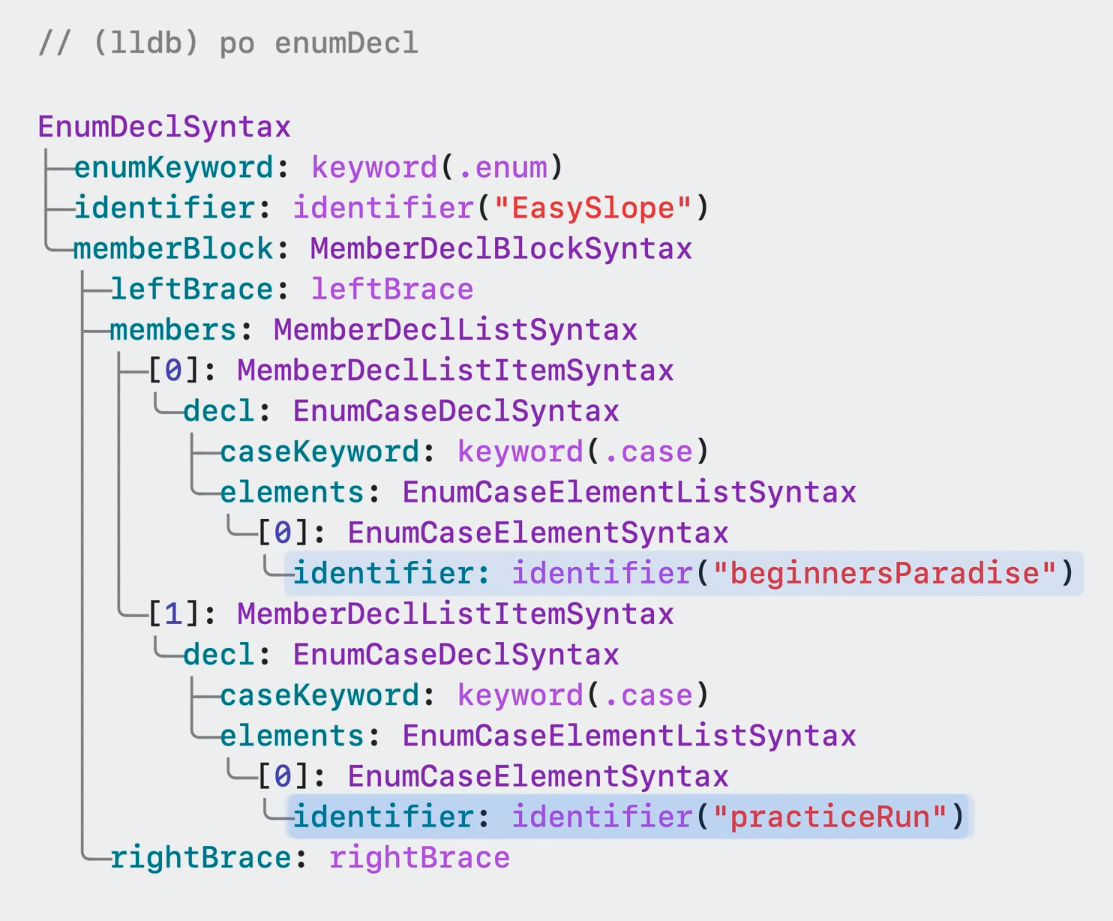 // (lldb) po enumDecl
EnumDeclSyntax
enumKeyword: keyword(.enum)
identifier: identifier("EasySlope")
memberBlock: MemberDeclBlockSyntax
leftBrace: leftBrace
members: MemberDeclListSyntax
[0]: MemberDeclListItemSyntax
decl: EnumCaseDeclSyntax
caseKeyword: keyword(.case)
elements: EnumCaseElementListSyntax
[0]: EnumCaseElementSyntax
identifier: identifier("beginnersParadise")
[1]: MemberDeclListItemSyntax
decl: EnumCaseDeclSyntax
caseKeyword: keyword(.case)
elements: EnumCaseElementListSyntax
[0]: EnumCaseElementSyntax
identifier: identifier("practiceRun")
rightBrace: rightBrace